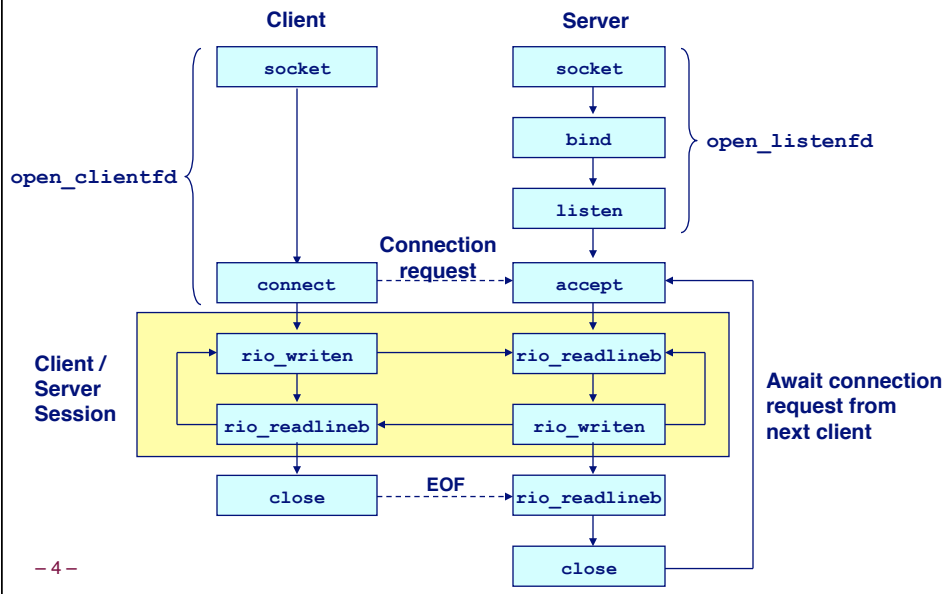 Client
Server
socket
socket
bind
open_listenfd
open_clientfd
listen
Connection
request
connect
accept
Client /
Server
Session
rio_writen
rio_readlineb
rio_readlineb
rio_writen
Await connection
request from
next client
close
EOF
rio_readlineb
– 4 –
close